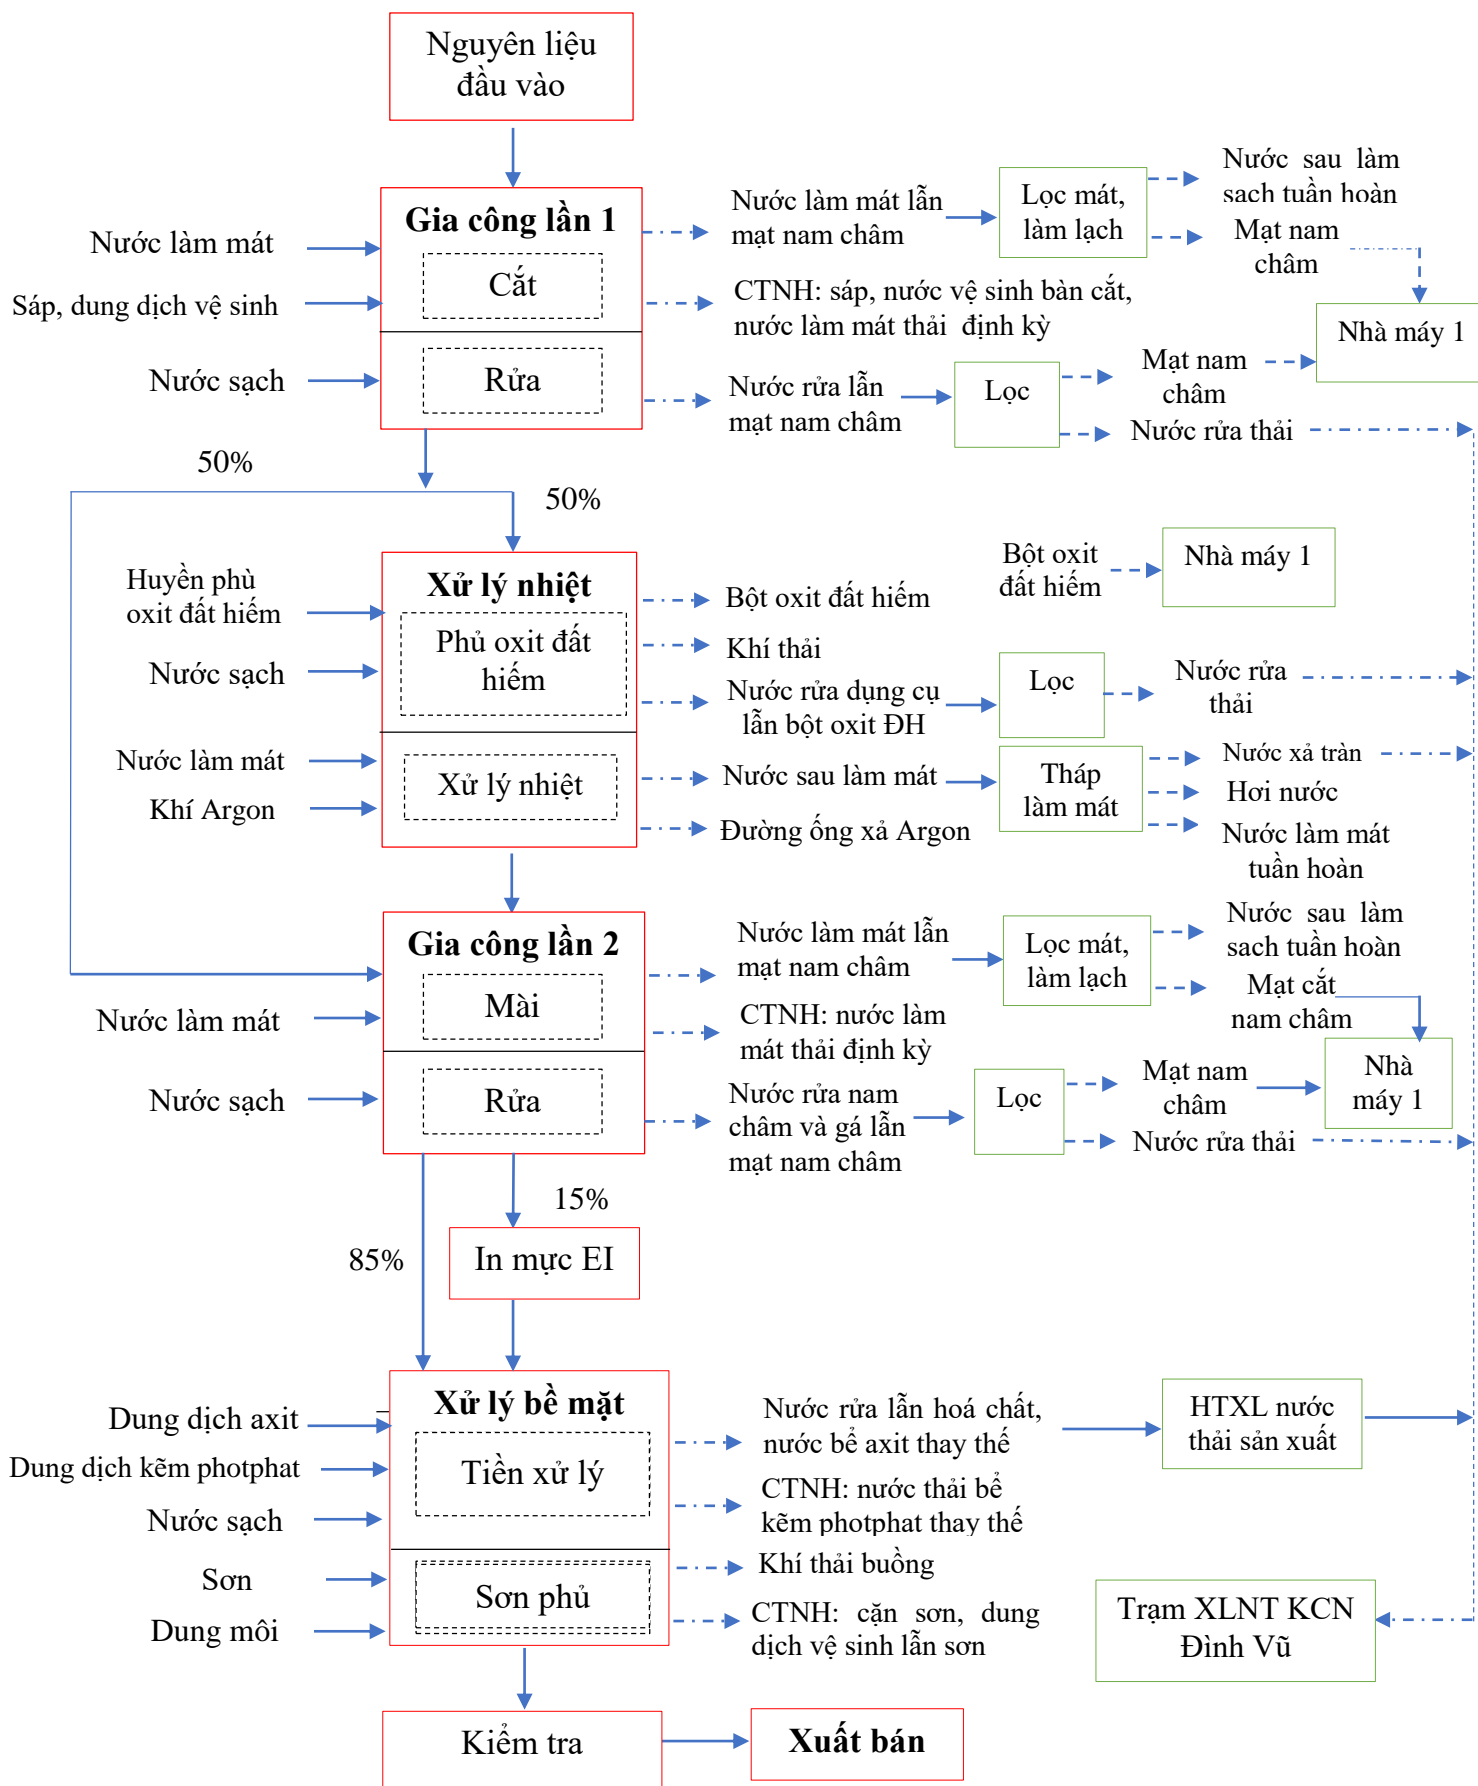 Nguyên liệu
đầu vào
Gia công lần 1
Cắt
Rửa
Nước làm mát
Sáp, dung dịch vệ sinh
Nước sạch
Nước làm mát lẫn
mạt nam châm
Lọc mát,
làm lạch
Nước sau làm
sach tuần hoàn
Mạt nam
châm
CTNH: sáp, nước vệ sinh bàn cắt,
nước làm mát thải định kỳ
Nhà máy 1
Nước rửa lẫn
mạt nam châm
Lọc
Mạt nam
châm
Nước rửa thải
50%
50%
Xử lý nhiệt
Phủ oxit đất
hiếm
Xử lý nhiệt
Huyền phù
oxit đất hiếm
Nước sạch
Nước làm mát
Khí Argon
Bột oxit đất hiếm
Bột oxit
đất hiếm
Nhà máy 1
Khí thải
Nước rửa dụng cụ
lẫn bột oxit ĐH
Lọc
Nước rửa
thải
Nước sau làm mát
Tháp
làm mát
Nước xả tràn
Hơi nước
Nước làm mát
tuần hoàn
Đường ống xả Argon
Gia công lần 2
Mài
Rửa
Nước làm mát
Nước sạch
Nước làm mát lẫn
mạt nam châm
Lọc mát,
làm lạch
Nước sau làm
sạch tuần hoàn
Mạt cắt
nam châm
CTNH: nước làm
mát thải định kỳ
Nhà
máy 1
Nước rửa nam
châm và gá lẫn
mạt nam châm
Lọc
Mạt nam
châm
Nước rửa thải
15%
85%
In mực EI
Xử lý bề mặt
Tiền xử lý
Sơn phủ
Dung dịch axit
Dung dịch kẽm photphat
Nước sạch
Sơn
Dung môi
Nước rửa lẫn hoá chất,
nước bể axit thay thế
HTXL nước
thải sản xuất
CTNH: nước thải bể
kẽm photphat thay thế
Khí thải buồng
CTNH: cặn sơn, dung
dịch vệ sinh lẫn sơn
Trạm XLNT KCN
Đình Vũ
Kiểm tra
Xuất bán